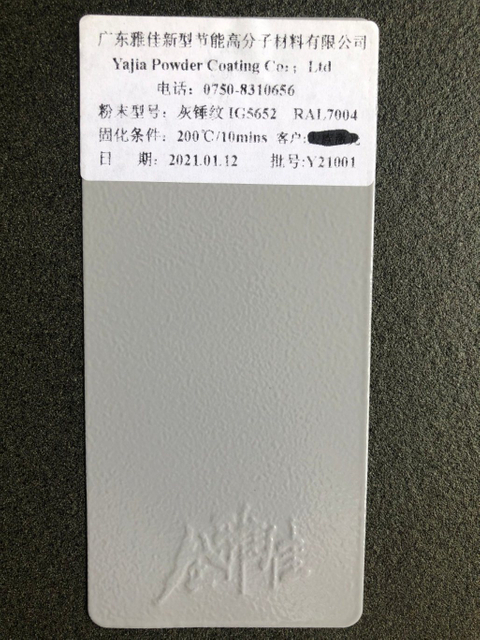 广东雅佳新型节能高分子材料有限公司
Yajia Powder Coating Co:；Ltd
电话：0750-8310656
粉末型号：灰锤纹 IG5652 RAL7004
固化条件：200℃/10mins 客户:
日 期：2021.01.12 批号:Y21001
雅佳